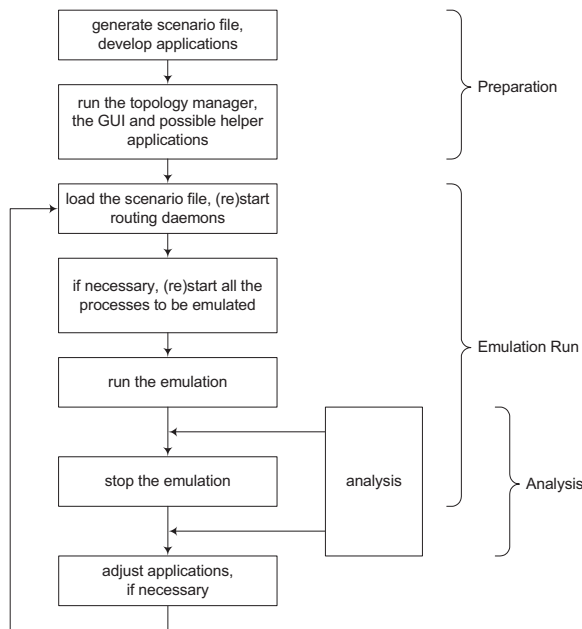 generate scenario file,
develop applications
run the topology manager,
the GUI and possible helper
applications
Preparation
load the scenario file, (re)start
routing daemons
if necessary, (re)start all the
processes to be emulated
run the emulation
Emulation Run
stop the emulation
analysis
Analysis
adjust applications,
if necessary